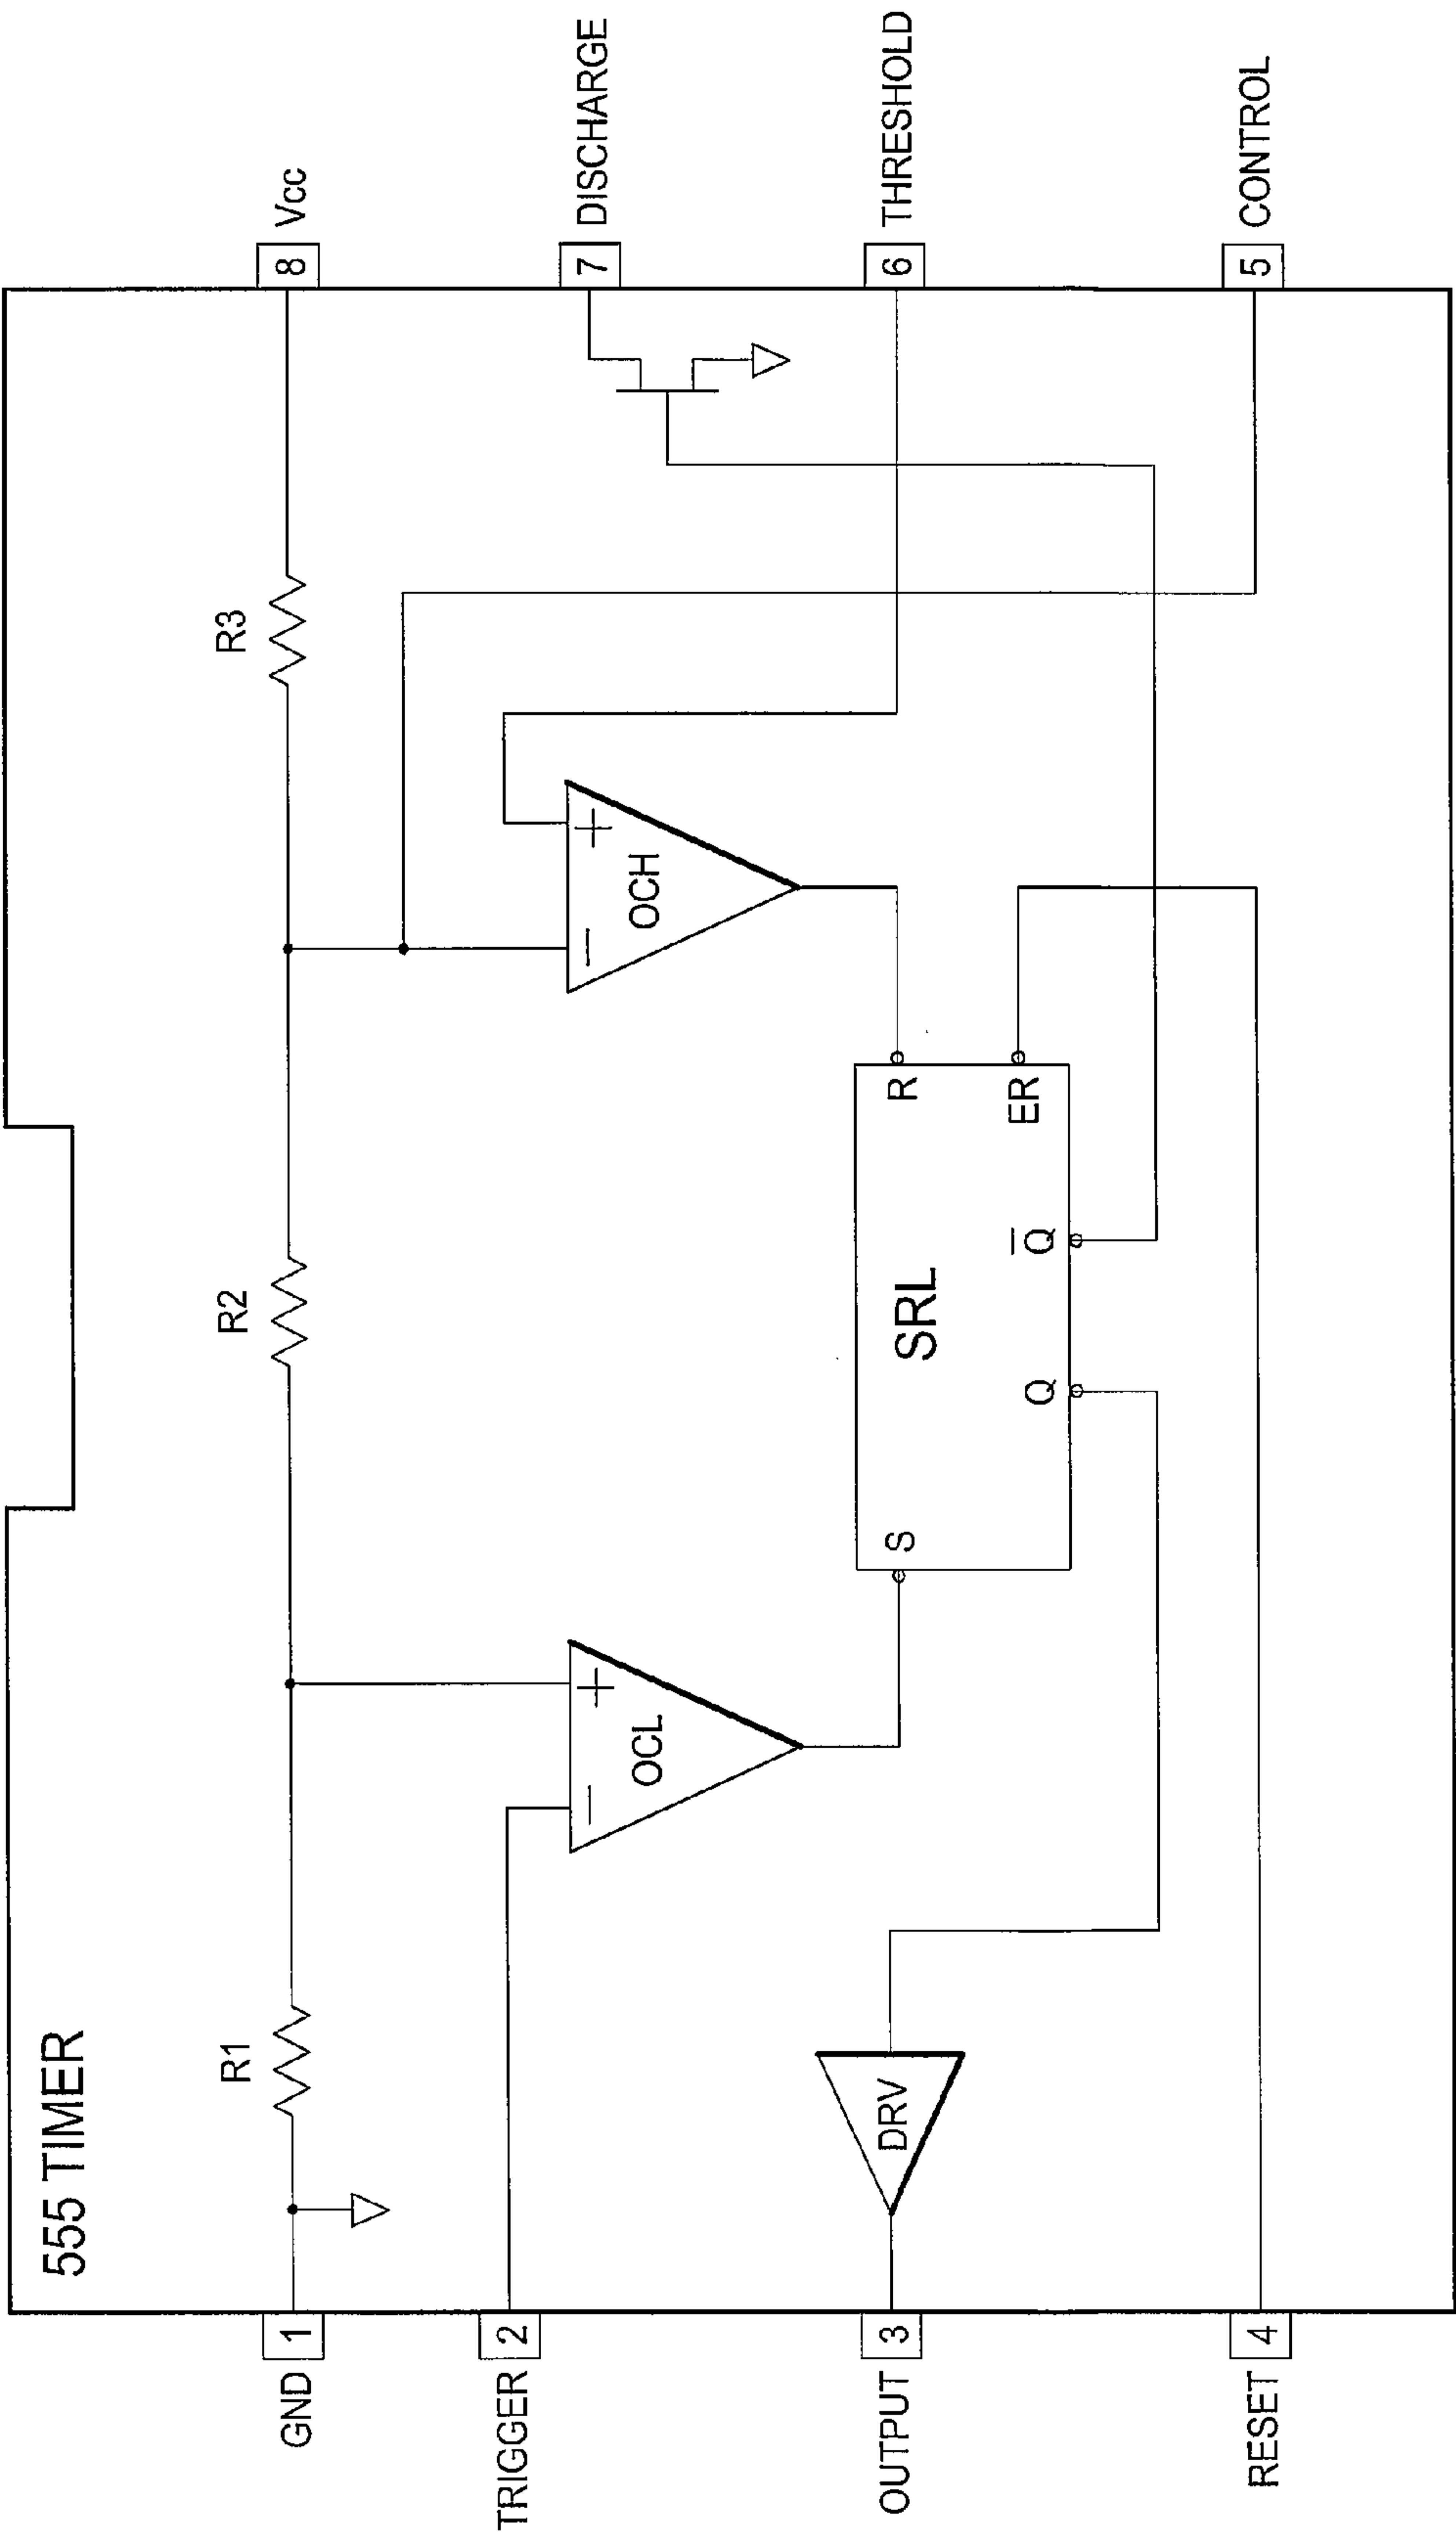 555 TIMER
GND
1
TRIGGER
2
OUTPUT
3
RESET
4
R1
R2
R3
8
Vcc
7
DISCHARGE
6
THRESHOLD
5
CONTROL
− +
OCL
− +
OCH
DRV
S
R
SRL
ER
Q
Q̅